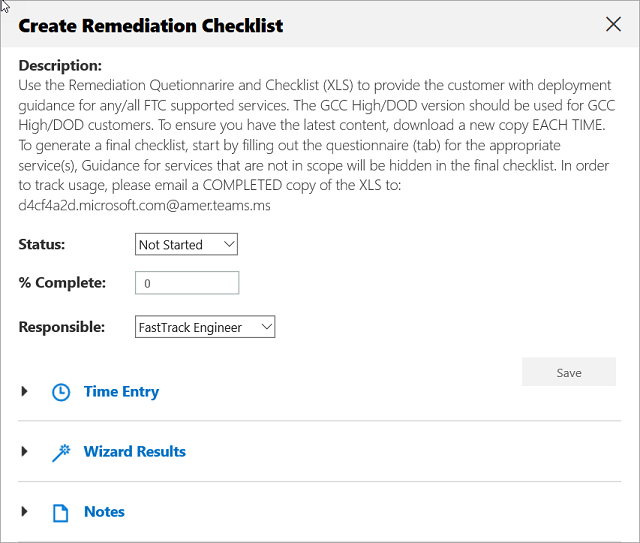 Create Remediation Checklist
Description:
Use the Remediation Quetionnarire and Checklist (XLS) to provide the customer with deployment
guidance for any/all FTC supported services. The GCC High/DOD version should be used for GCC
High/DOD customers. To ensure you have the latest content, download a new copy EACH TIME.
To generate a final checklist, start by filling out the questionnaire (tab) for the appropriate
service(s), Guidance for services that are not in scope will be hidden in the final checklist. In order
to track usage, please email a COMPLETED copy of the XLS to:
d4cf4a2d.microsoft.com@amer.teams.ms
Status: Not Started
% Complete: 0
Responsible: FastTrack Engineer
Save
Time Entry
Wizard Results
Notes